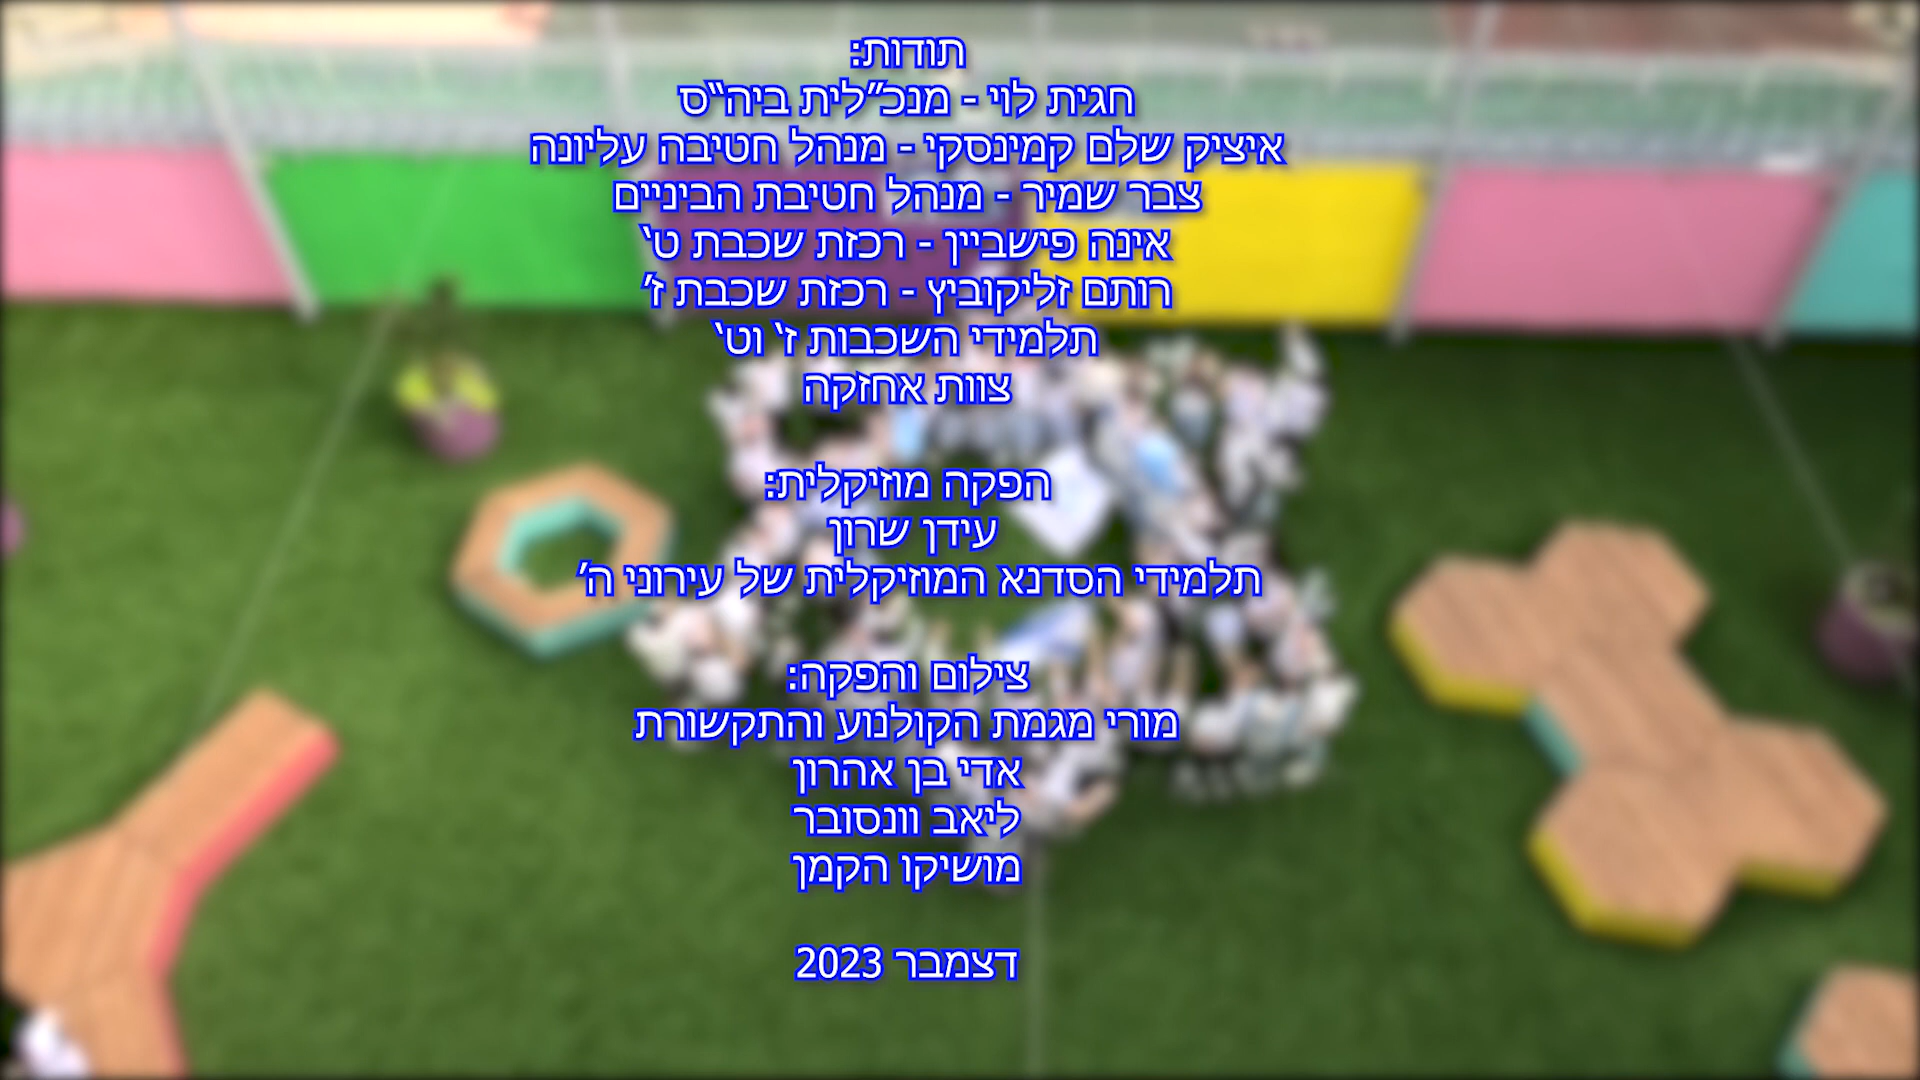 תודות:
חגית לוי - מנכ״לית ביה"ס
איציק שלם קמינסקי - מנהל חטיבה עליונה
צבר שמיר - מנהל חטיבת הביניים
אינה פישביין - רכזת שכבת ט'
רותם זליקוביץ - רכזת שכבת ז׳
תלמידי השכבות ז' וט'
צוות אחזקה
הפקה מוזיקלית:
עידן שרון
תלמידי הסדנא המוזיקלית של עירוני ה׳
צילום והפקה:
מורי מגמת הקולנוע והתקשורת
אדי בן אהרון
ליאב וונסובר
מושיקו הקמן
דצמבר 2023